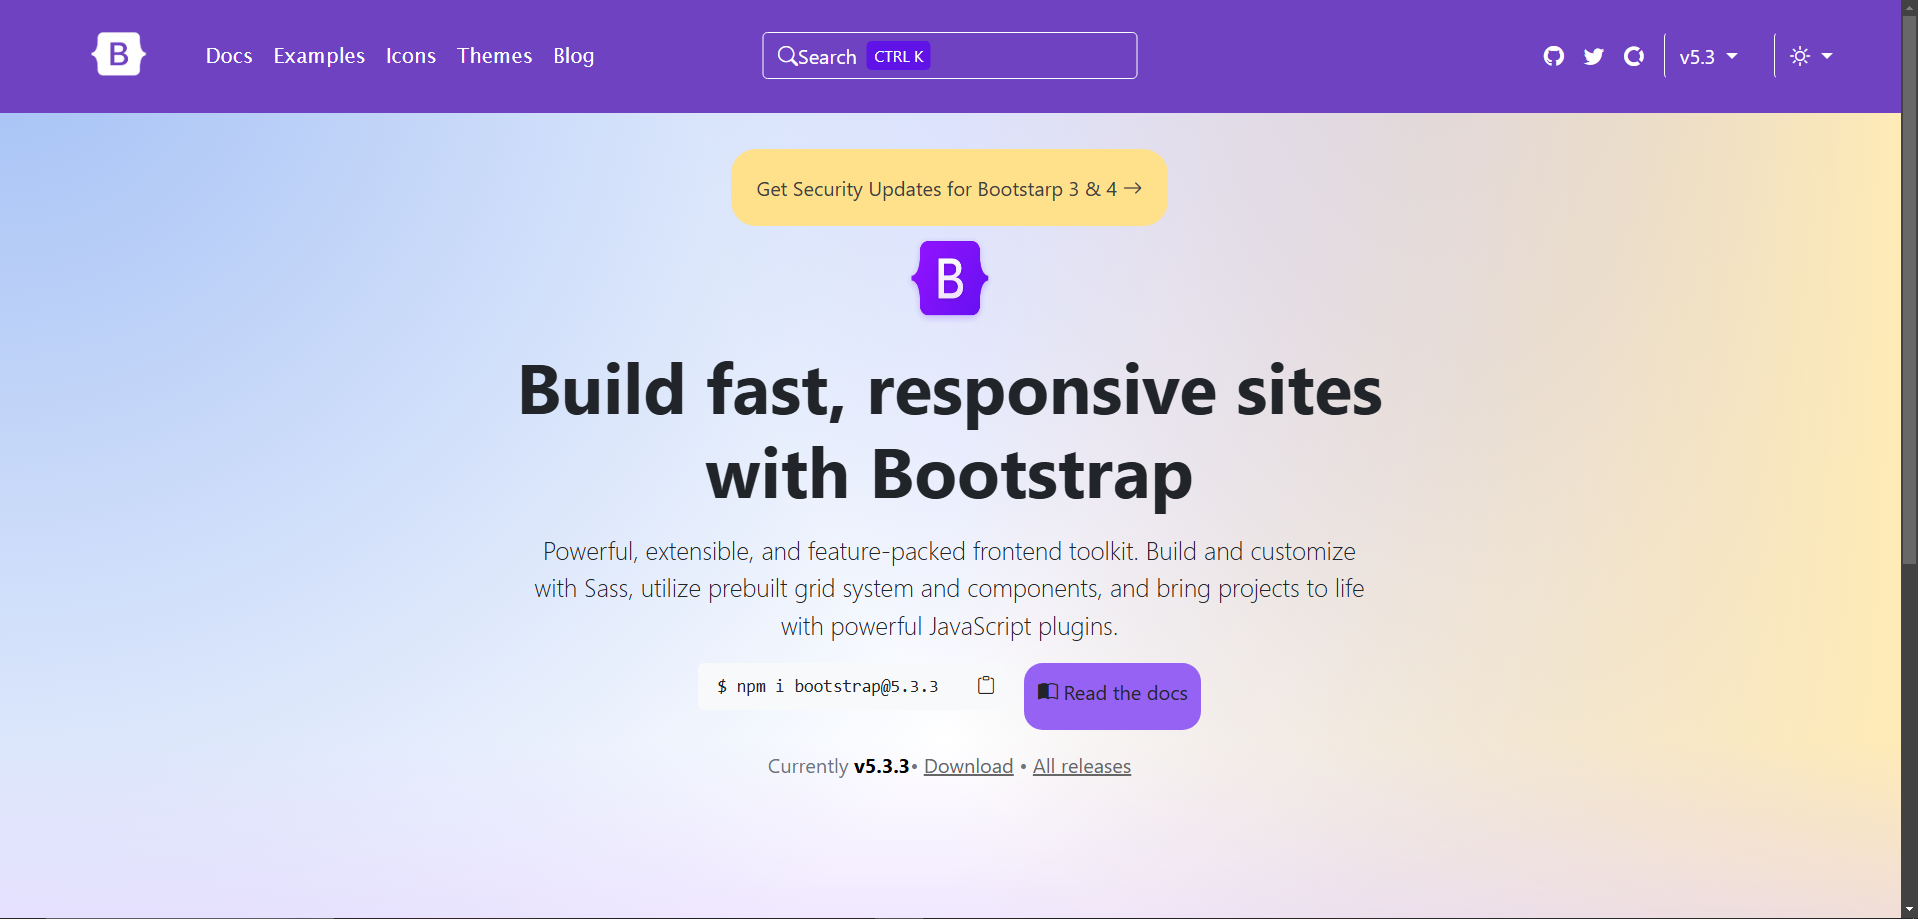 B
Docs Examples Icons Themes Blog
Search CTRL K
v5.3
Get Security Updates for Bootstarp 3 & 4 →
B
Build fast, responsive sites
with Bootstrap
Powerful, extensible, and feature-packed frontend toolkit. Build and customize
with Sass, utilize prebuilt grid system and components, and bring projects to life
with powerful JavaScript plugins.
$ npm i bootstrap@5.3.3
Read the docs
Currently v5.3.3• Download • All releases